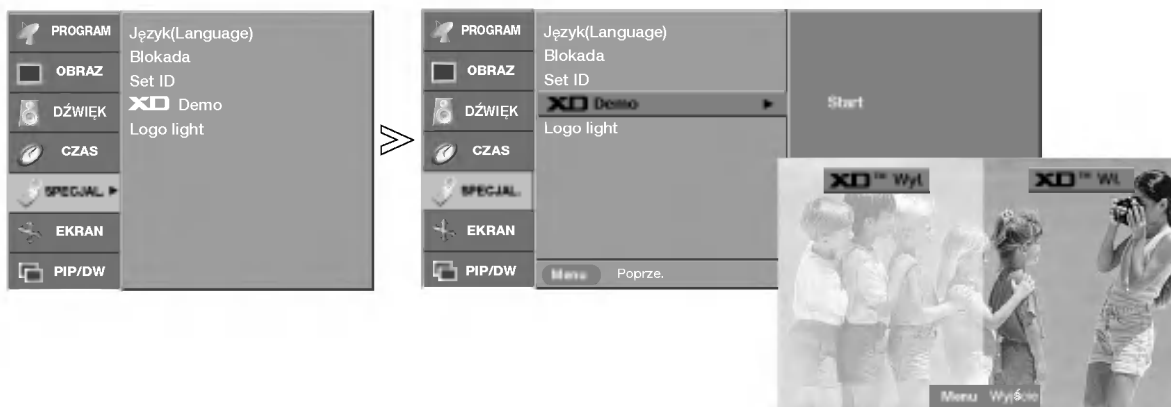 PROGRAM
OBRAZ
DŹWIĘK
CZAS
SPECJAL. ►
EKRAN
PIP/DW
Język(Language)
Blokada
Set ID
XD Demo
Logo light
PROGRAM
OBRAZ
DŹWIĘK
CZAS
SPECJAL.
EKRAN
PIP/DW
Język(Language)
Blokada
Set ID
XD Demo ►
Logo light
Menu Poprze.
Start
XD™ Wył.
XD™ Wł.
Menu Wyjście